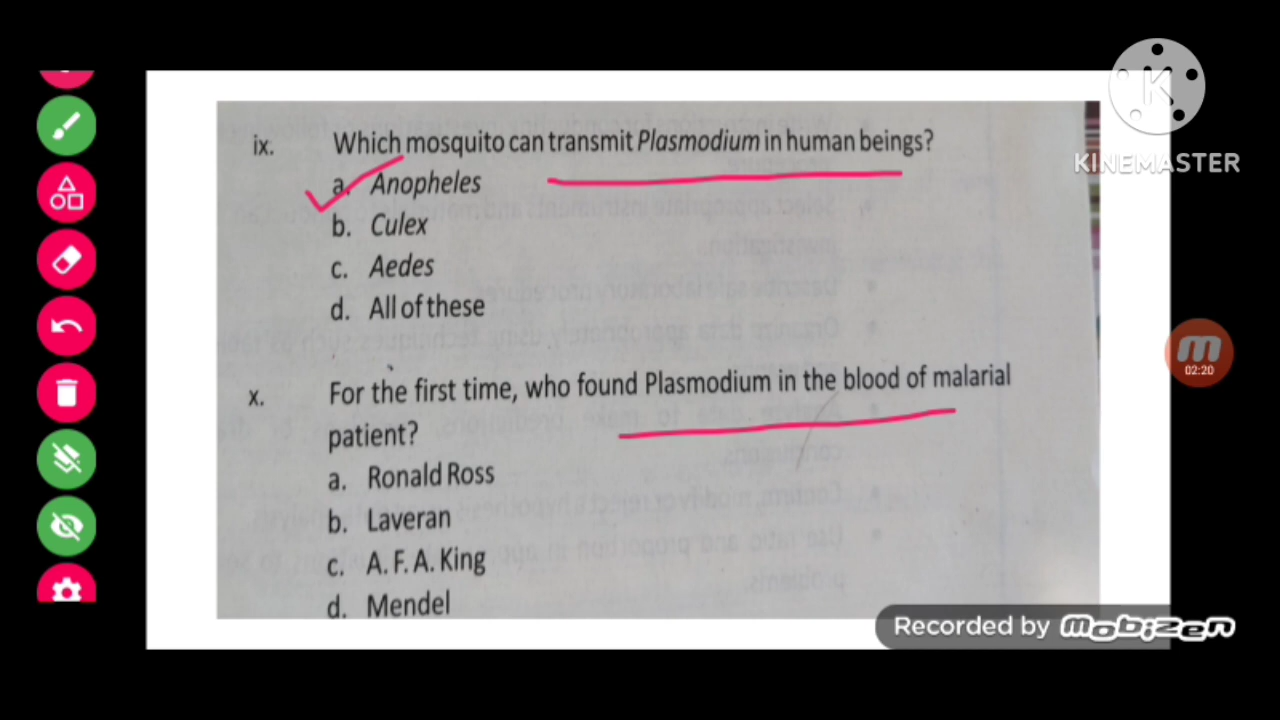 KINEMASTER
ix. Which mosquito can transmit Plasmodium in human beings?
a. Anopheles
b. Culex
c. Aedes
d. All of these
x. For the first time, who found Plasmodium in the blood of malarial
patient?
a. Ronald Ross
b. Laveran
c. A. F. A. King
d. Mendel
02:20
Recorded by Mobizen